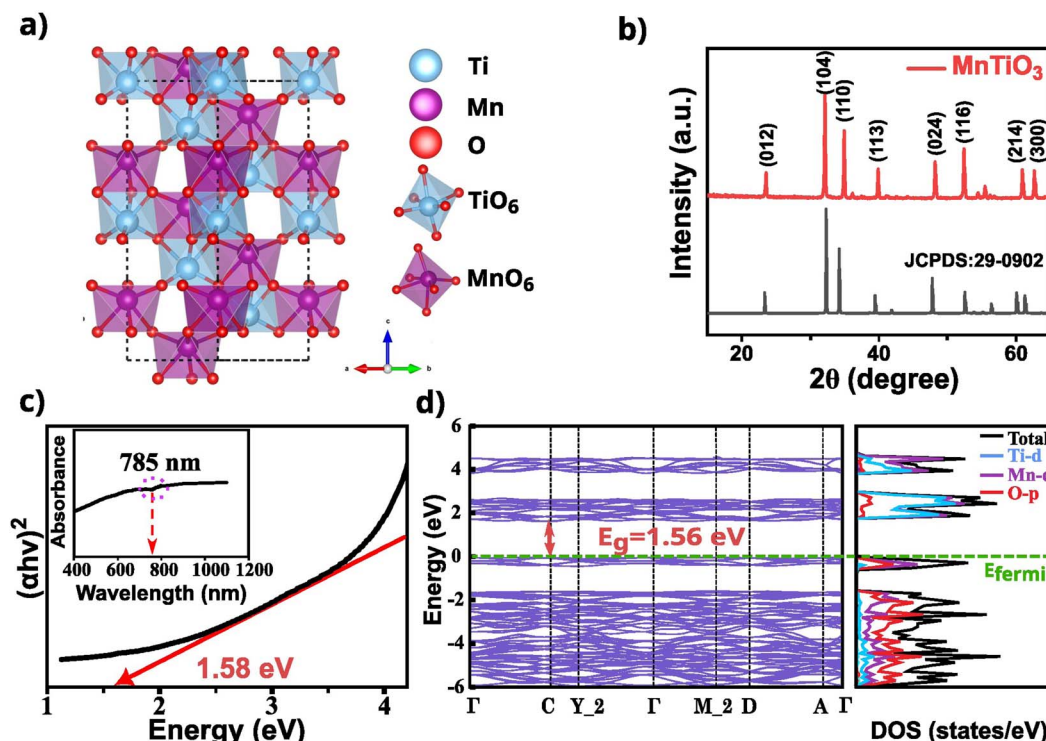 a)
Ti
Mn
O
TiO6
MnO6
c
a
b
b)
MnTiO3
(012)
(104)
(110)
(113)
(024)
(116)
(214)
(300)
JCPDS:29-0902
Intensity (a.u.)
20 40 60
2θ (degree)
c)
785 nm
Absorbance
400 600 800 1000 1200
Wavelength (nm)
(αhv)2
1.58 eV
1 2 3 4
Energy (eV)
d)
6
4
2
0
-2
-4
-6
Energy (eV)
Eg=1.56 eV
Γ C Y_2 Γ M_2 D A Γ
Total
Ti-d
Mn-d
O-p
Efermi
DOS (states/eV)